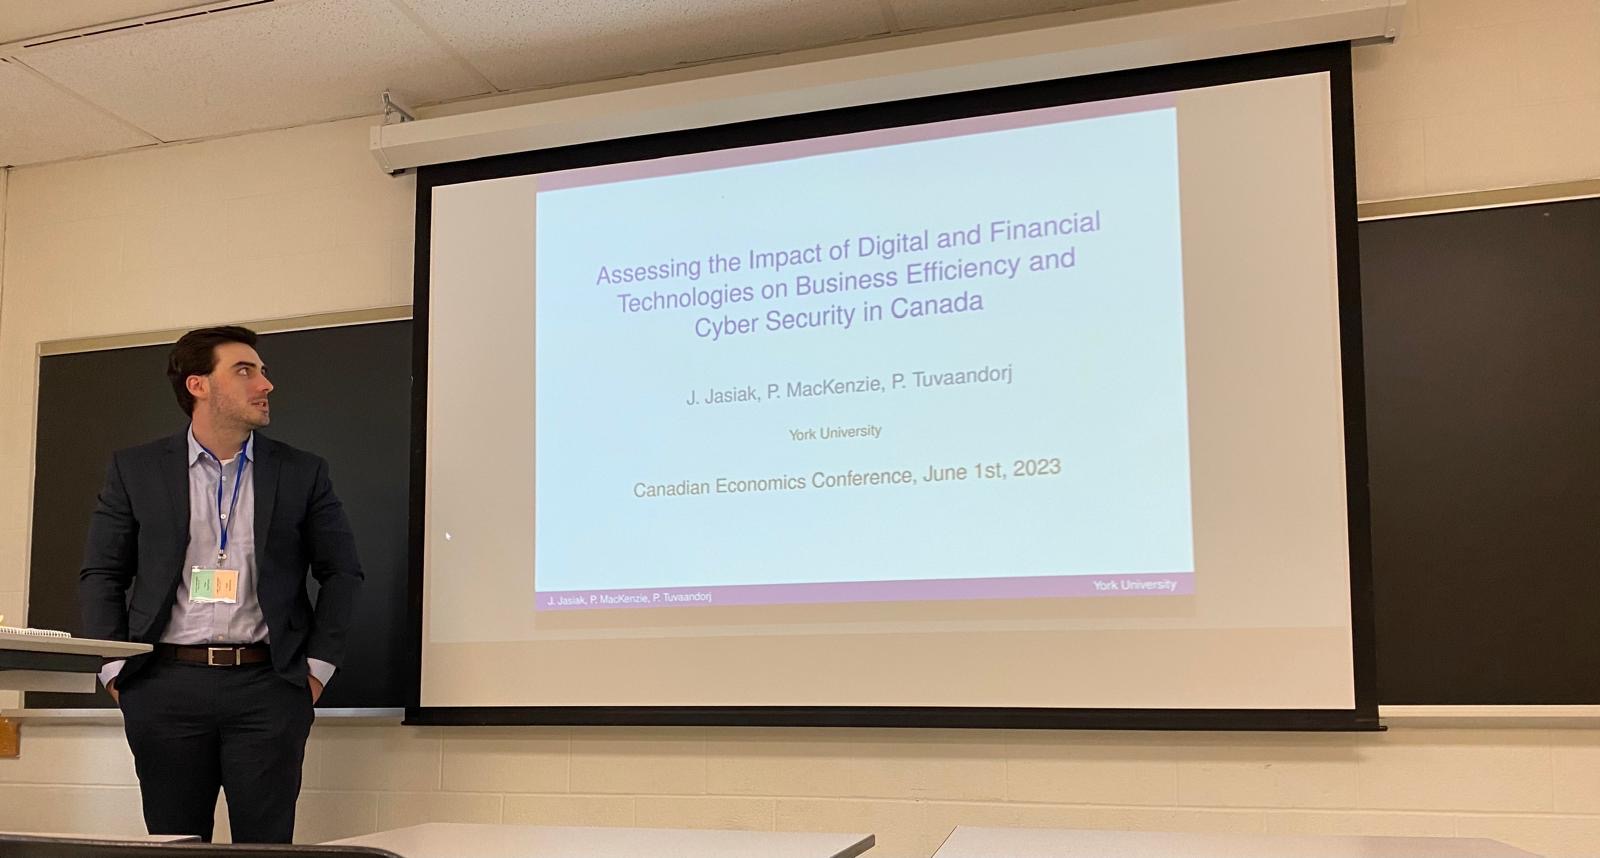 Assessing the Impact of Digital and Financial
Technologies on Business Efficiency and
Cyber Security in Canada
J. Jasiak, P. MacKenzie, P. Tuvaandorj
York University
Canadian Economics Conference, June 1st, 2023
J. Jasiak, P. MacKenzie, P. Tuvaandorj
York University